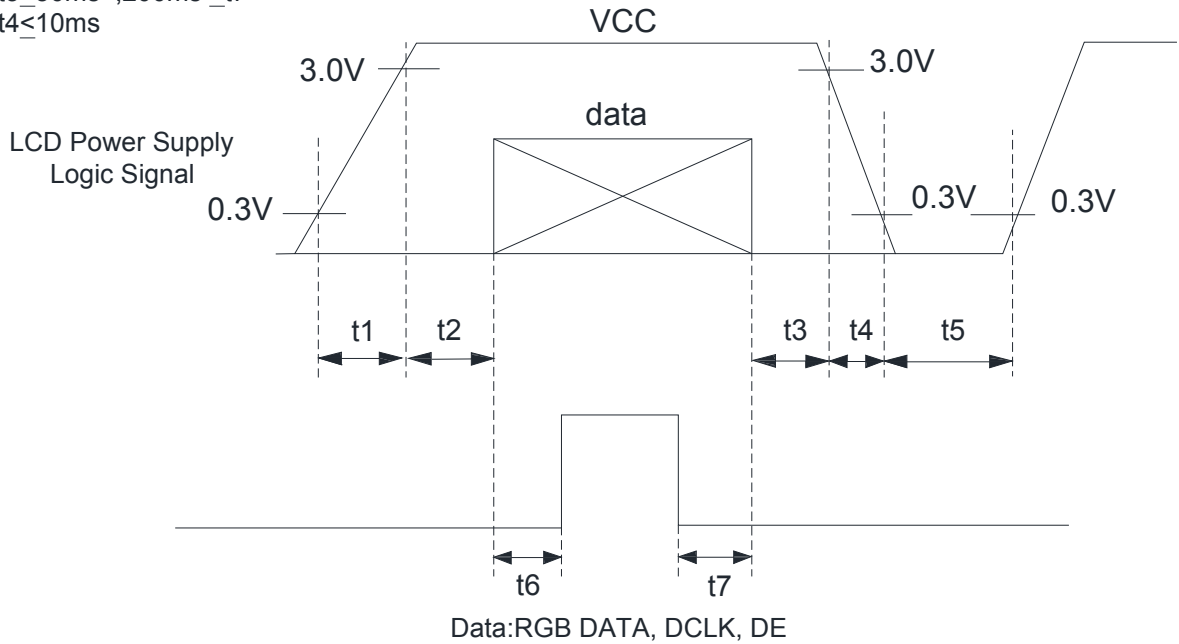 t4≤10ms
VCC
3.0V
3.0V
LCD Power Supply
Logic Signal
data
0.3V
0.3V
0.3V
t1
t2
t3
t4
t5
t6
t7
Data:RGB DATA, DCLK, DE